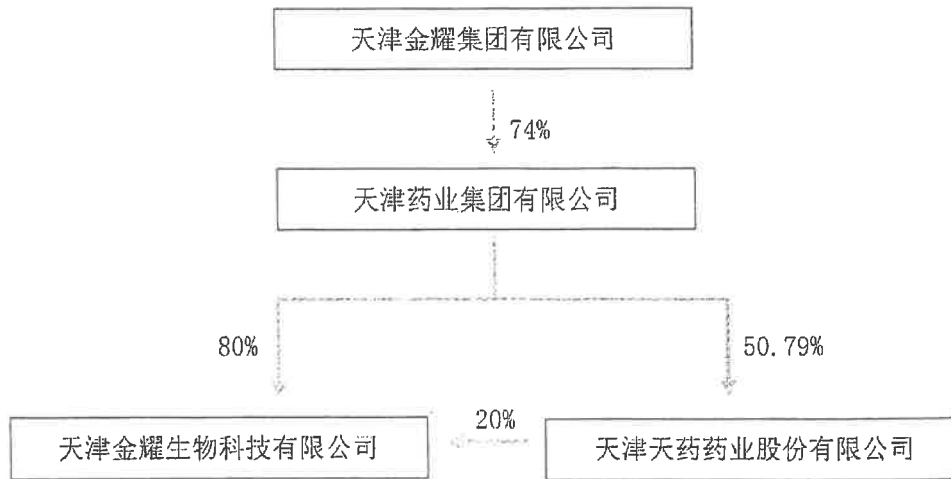 天津金耀集团有限公司
74%
天津药业集团有限公司
80%
50.79%
20%
天津金耀生物科技有限公司
天津天药药业股份有限公司